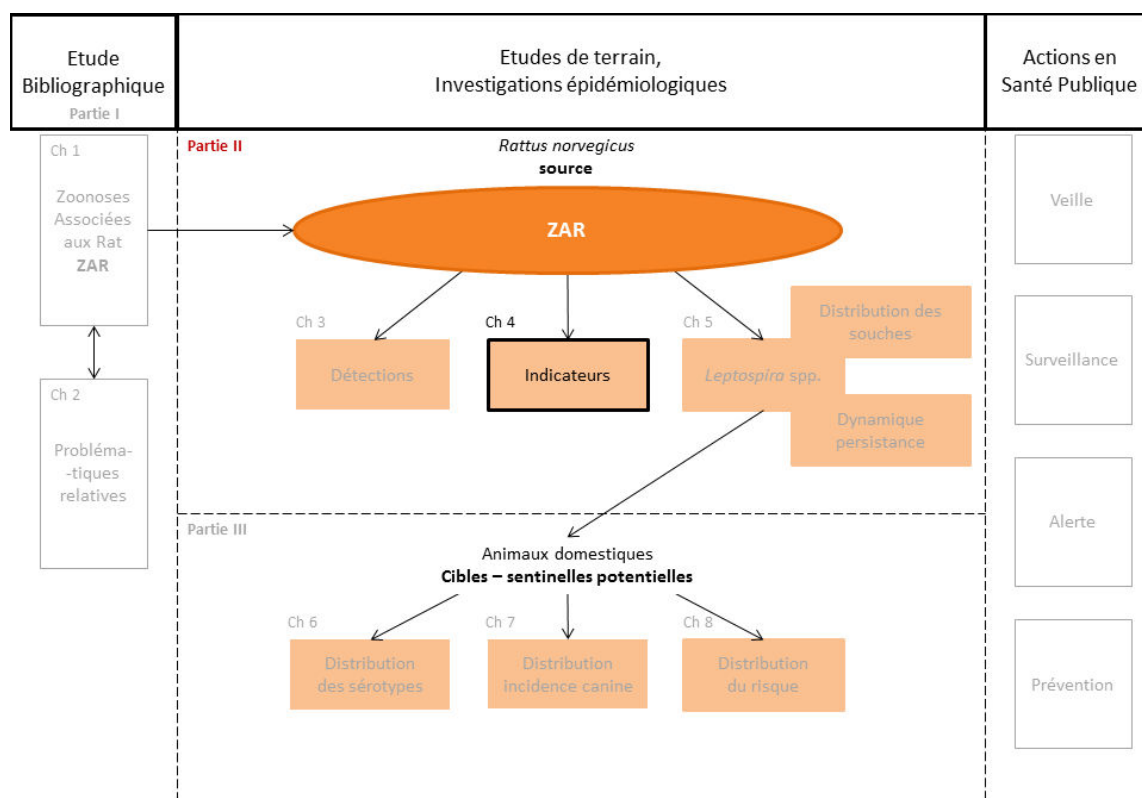 Etude
Bibliographique
Partie I
Etudes de terrain,
Investigations épidémiologiques
Actions en
Santé Publique
Ch 1
Zoonoses
Associées
aux Rat
ZAR
Ch 2
Probléma-
-tiques
relatives
Partie II
Rattus norvegicus
source
ZAR
Ch 3
Détections
Ch 4
Indicateurs
Ch 5
Leptospira spp.
Distribution des
souches
Dynamique
persistance
Partie III
Animaux domestiques
Cibles – sentinelles potentielles
Ch 6
Distribution
des sérotypes
Ch 7
Distribution
incidence canine
Ch 8
Distribution
du risque
Veille
Surveillance
Alerte
Prévention